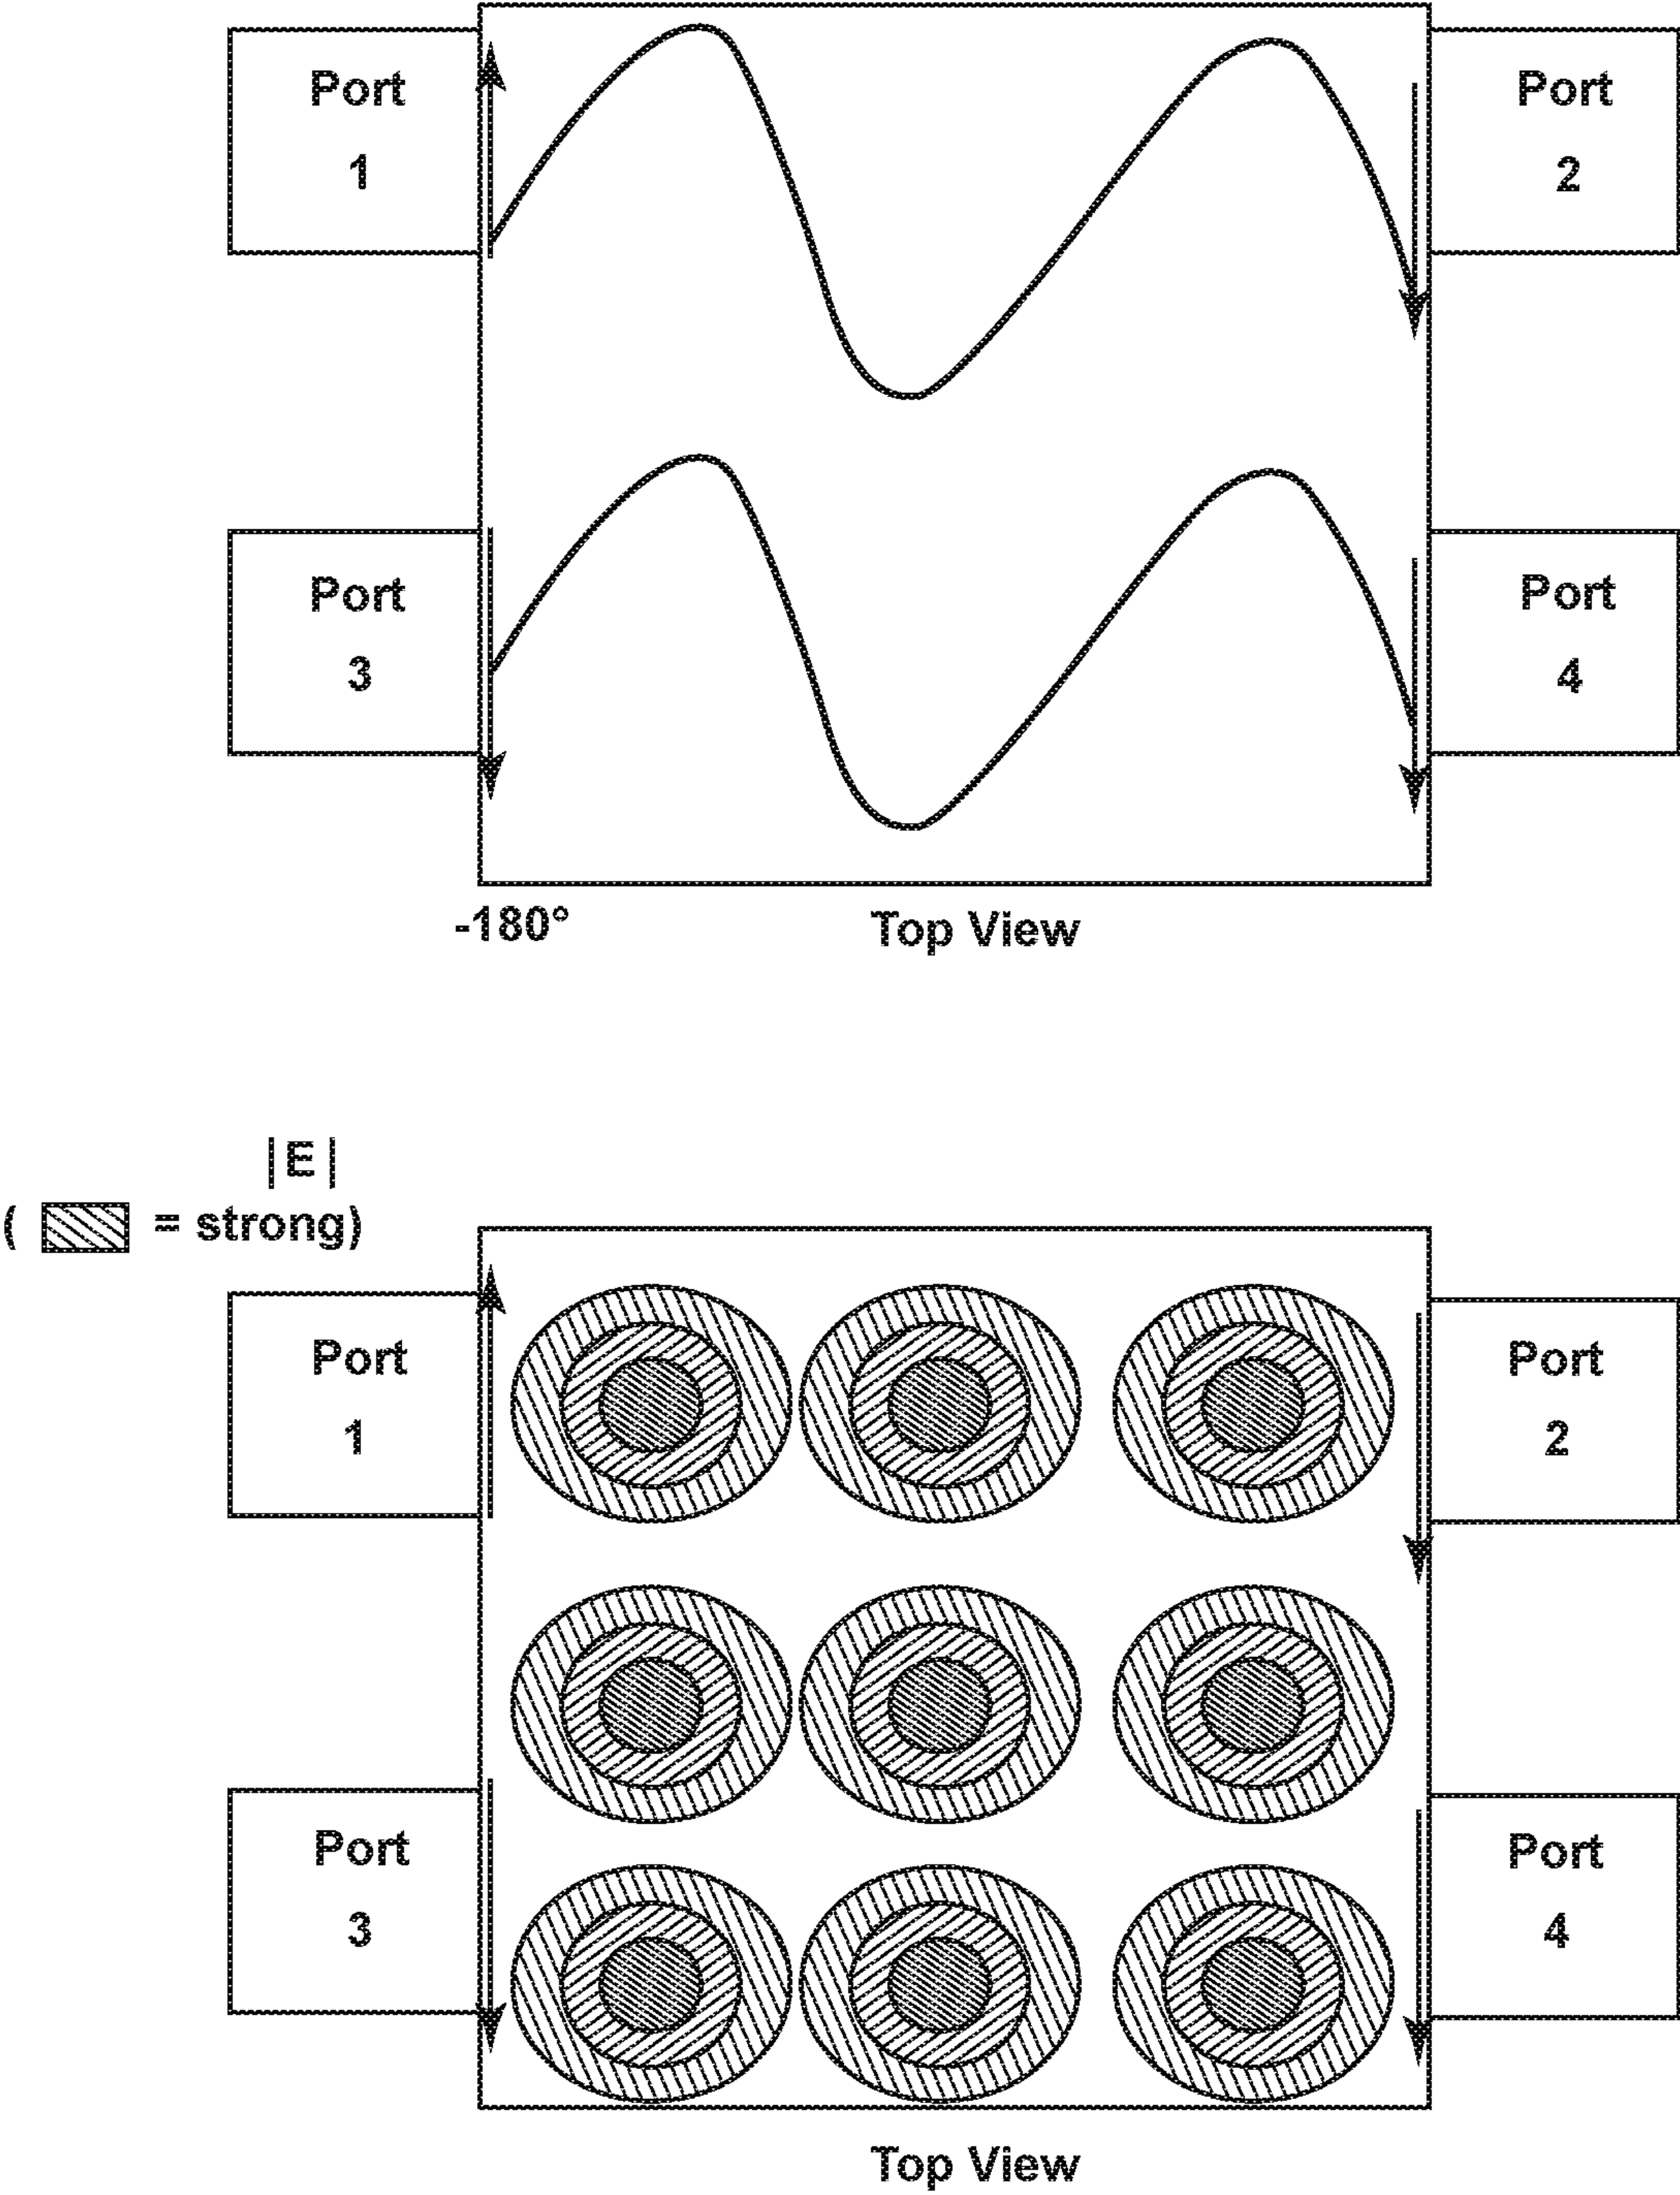 Port
1
Port
2
Port
3
Port
4
-180°
Top View
|E|
( = strong)
Port
1
Port
2
Port
3
Port
4
Top View